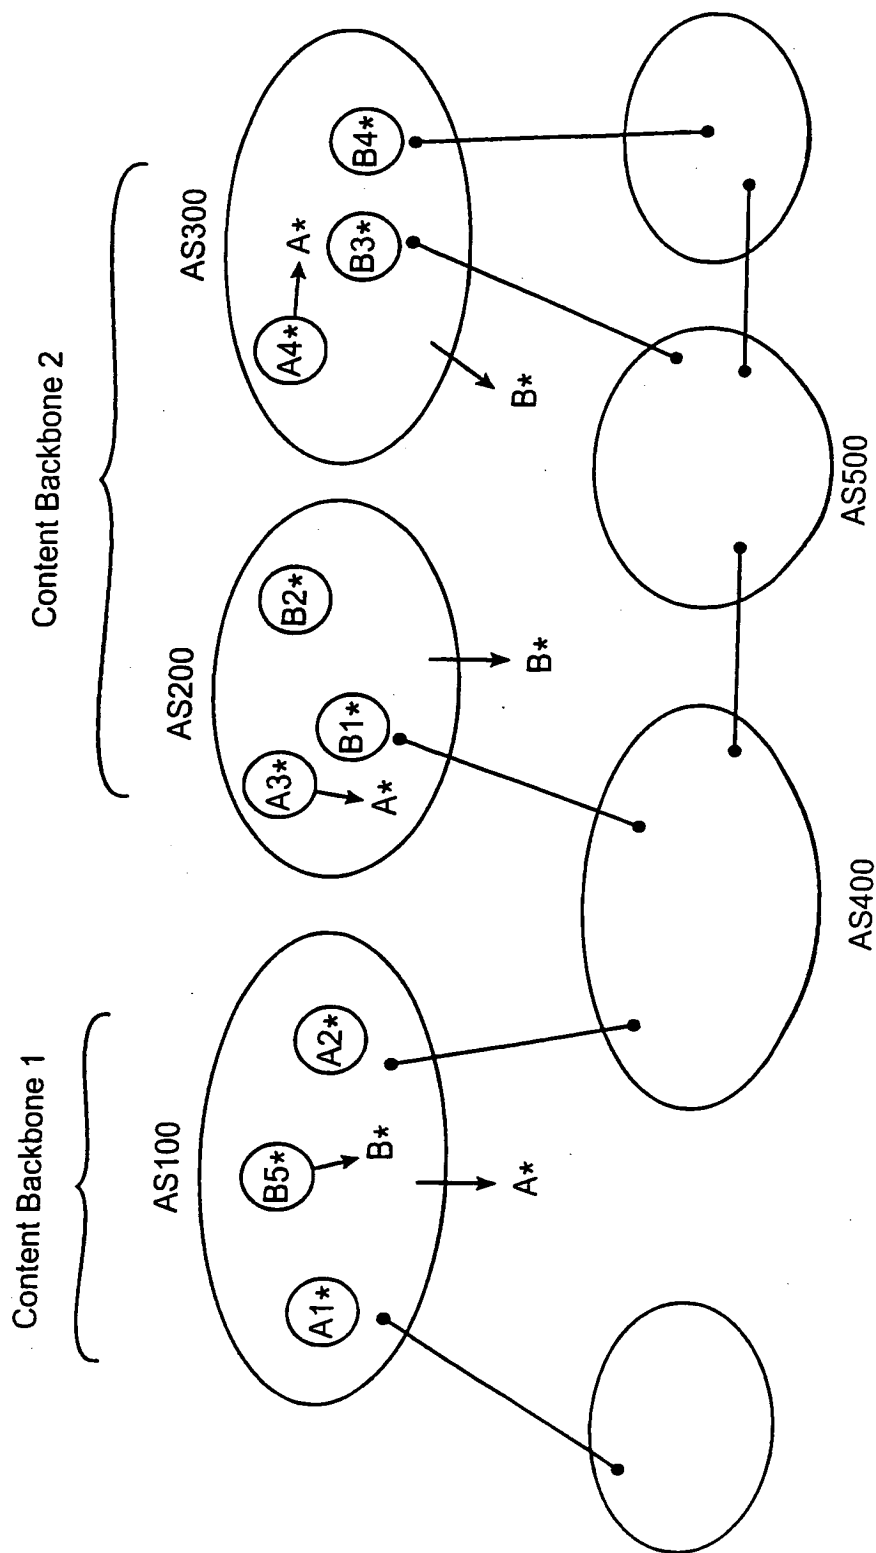 Content Backbone 1
Content Backbone 2
AS100
AS200
AS300
A1*
B5*
B*
A2*
A*
A3*
A*
B1*
B2*
B*
A4*
A*
B3*
B4*
B*
AS400
AS500